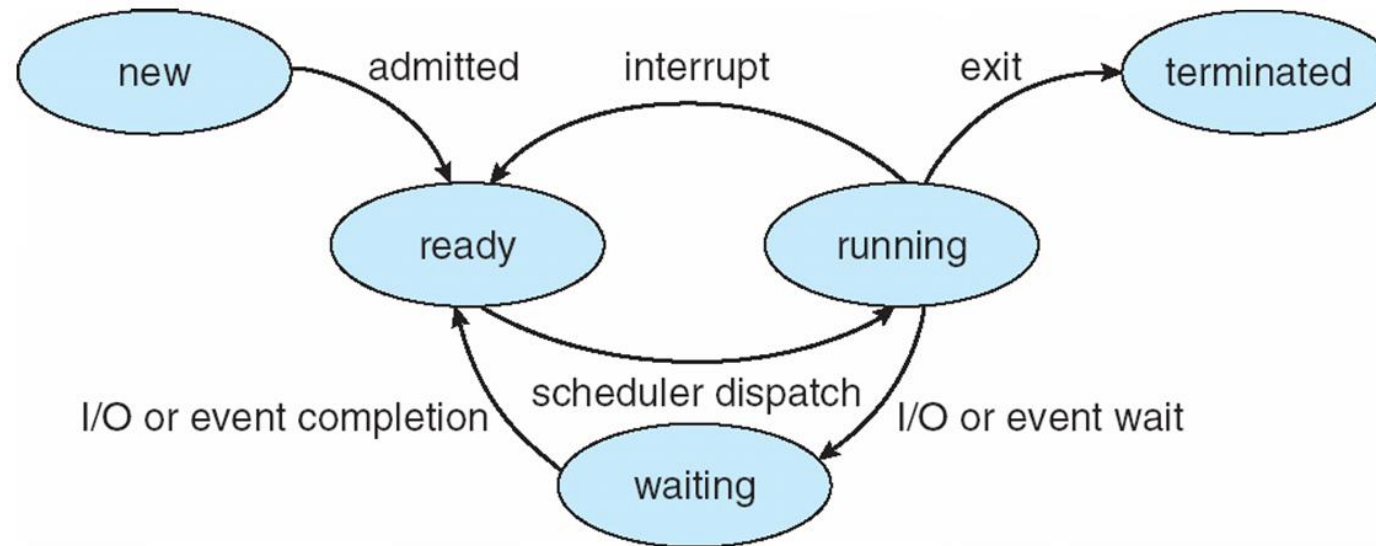 new
admitted
interrupt
exit
terminated
ready
running
scheduler dispatch
I/O or event completion
I/O or event wait
waiting